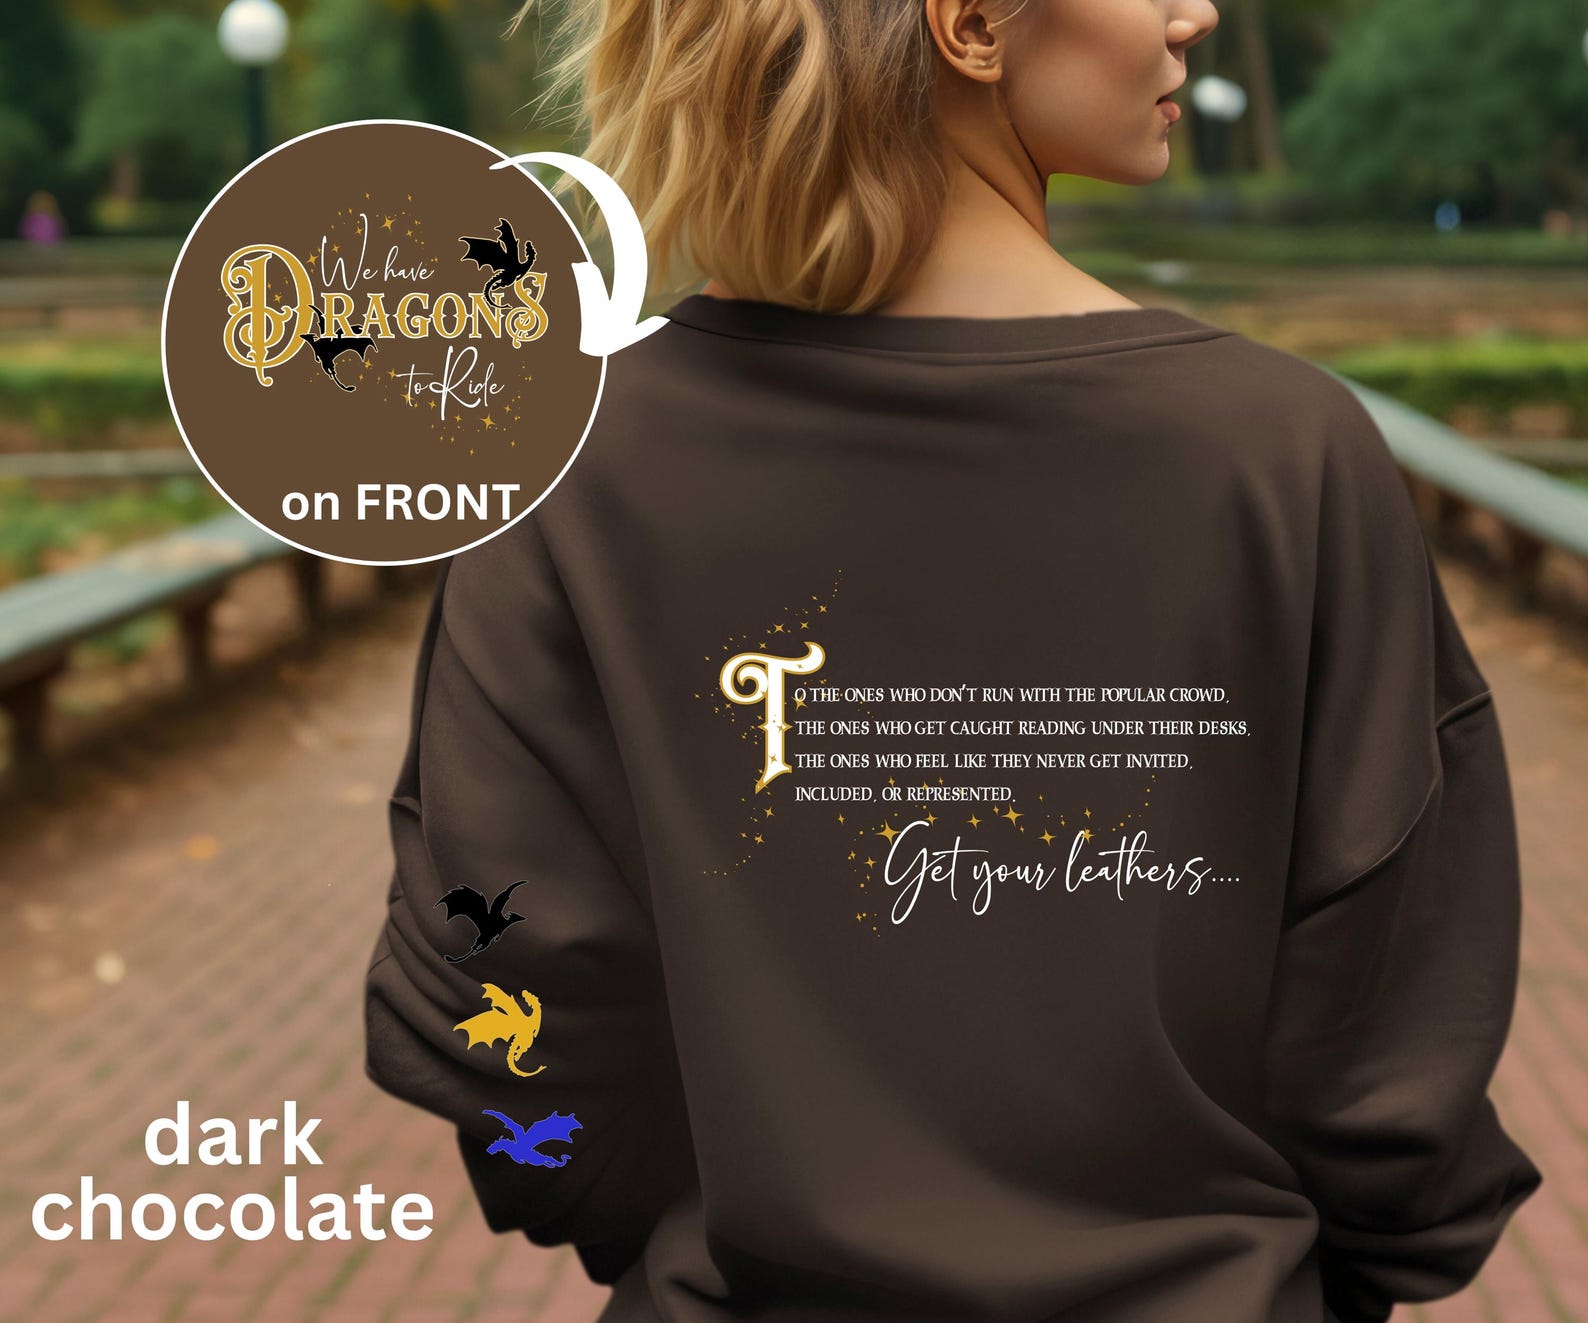 We have
DRAGONS
to Ride
on FRONT
TO THE ONES WHO DON'T RUN WITH THE POPULAR CROWD,
THE ONES WHO GET CAUGHT READING UNDER THEIR DESKS,
THE ONES WHO FEEL LIKE THEY NEVER GET INVITED,
INCLUDED, OR REPRESENTED.
Get your leathers....
dark
chocolate